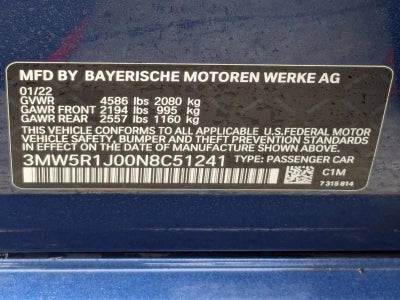 MFD BY BAYERISCHE MOTOREN WERKE AG
01/22
GVWR 4586 lbs 2080 kg
GAWR FRONT 2194 lbs 995 kg
GAWR REAR 2557 lbs 1160 kg
THIS VEHICLE CONFORMS TO ALL APPLICABLE U.S.FEDERAL MOTOR
VEHICLE SAFETY, BUMPER, AND THEFT PREVENTION STANDARDS IN
EFFECT ON THE DATE OF MANUFACTURE SHOWN ABOVE.
3MW5R1J00N8C51241 TYPE: PASSENGER CAR
C1M
7 315 814